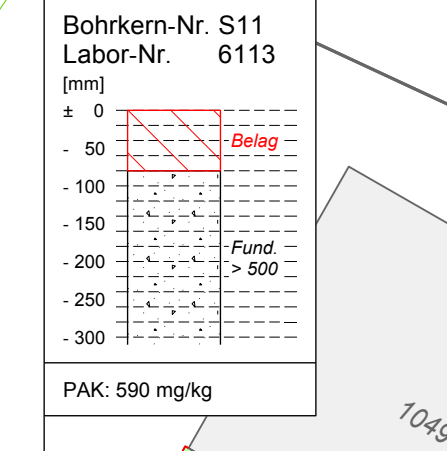 Bohrkern-Nr. S11
Labor-Nr. 6113
[mm]
± 0
- 50
Belag
- 100
- 150
- 200
Fund.
> 500
- 250
- 300
PAK: 590 mg/kg
1049